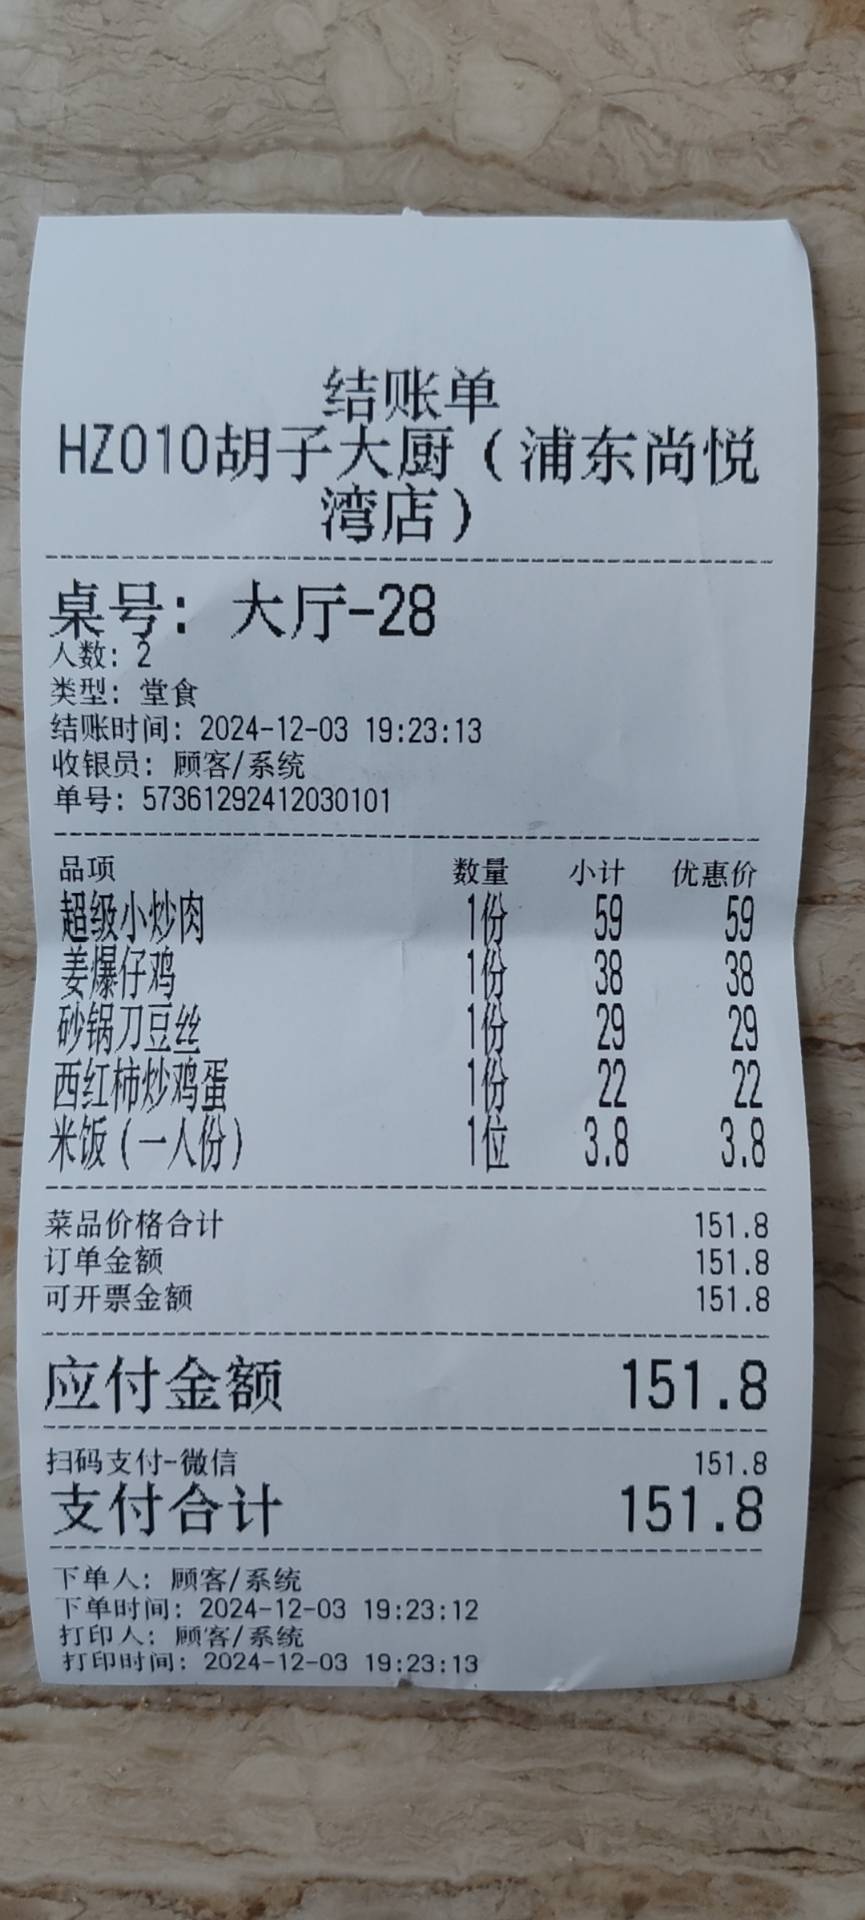 结账单
HZ010胡子大厨（浦东尚悦
湾店）
桌号：大厅-28
人数：2
类型：堂食
结账时间：2024-12-03 19:23:13
收银员：顾客/系统
单号：57361292412030101
品项 数量 小计 优惠价
超级小炒肉 1份 59 59
姜爆仔鸡 1份 38 38
砂锅刀豆丝 1份 29 29
西红柿炒鸡蛋 1份 22 22
米饭（一人份） 1位 3.8 3.8
菜品价格合计 151.8
订单金额 151.8
可开票金额 151.8
应付金额 151.8
扫码支付-微信 151.8
支付合计 151.8
下单人：顾客/系统
下单时间：2024-12-03 19:23:12
打印人：顾客/系统
打印时间：2024-12-03 19:23:13